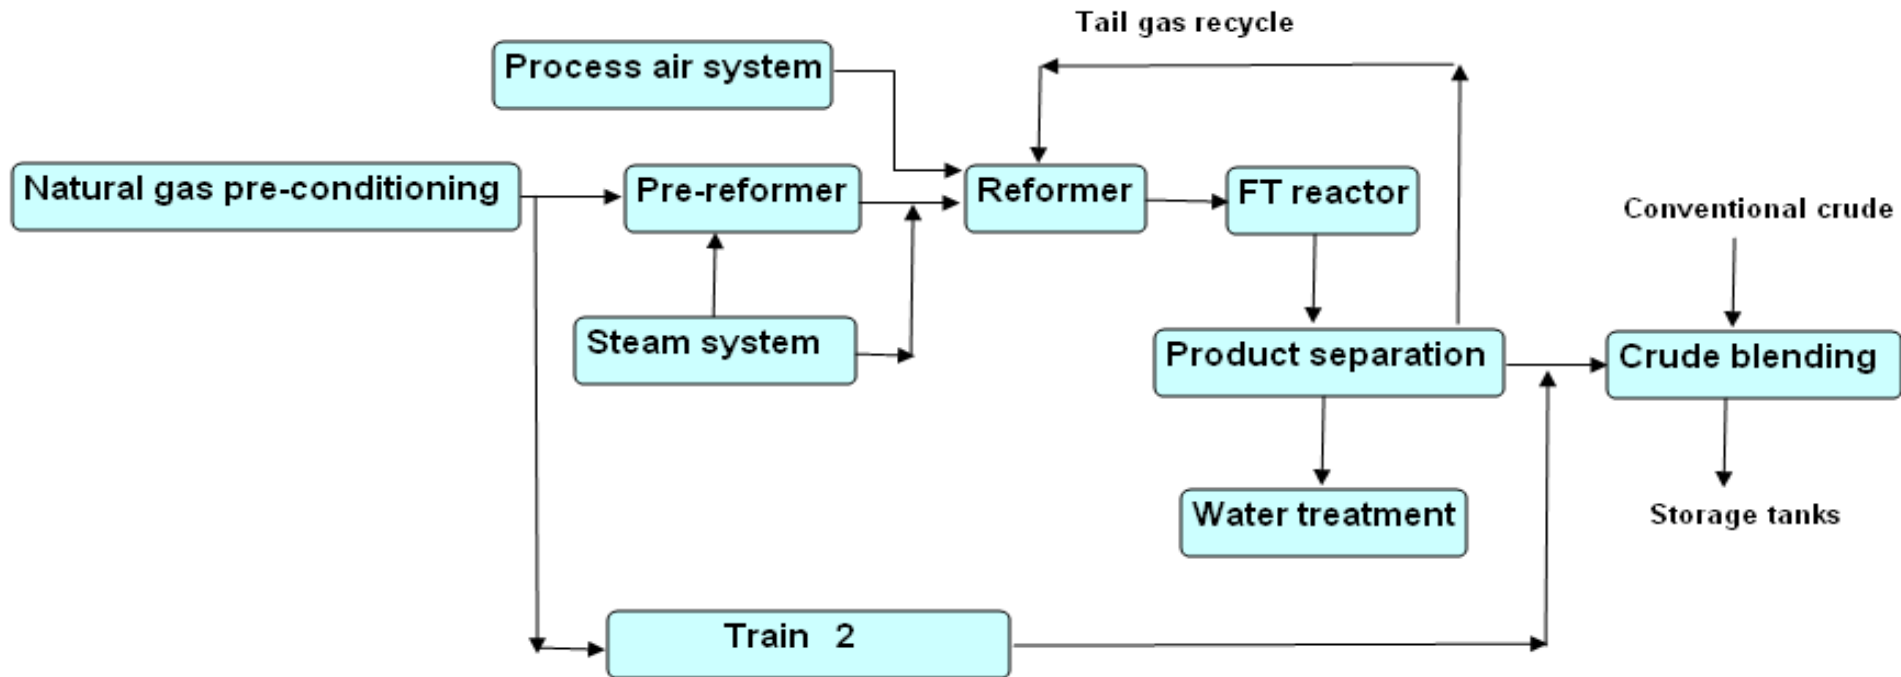 Tail gas recycle
Process air system
Natural gas pre-conditioning
Pre-reformer
Reformer
FT reactor
Conventional crude
Steam system
Product separation
Crude blending
Water treatment
Storage tanks
Train 2